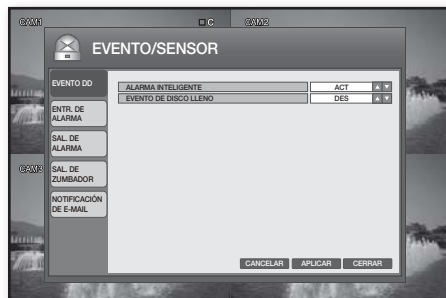 CAM1
C
CAM2
EVENTO/SENSOR
EVENTO DD
ALARMA INTELIGENTE
ACT
EVENTO DE DISCO LLENO
DES
ENTR. DE
ALARMA
SAL. DE
ALARMA
CAM3
SAL. DE
ZUMBADOR
NOTIFICACIÓN
DE E-MAIL
CANCELAR
APLICAR
CERRAR